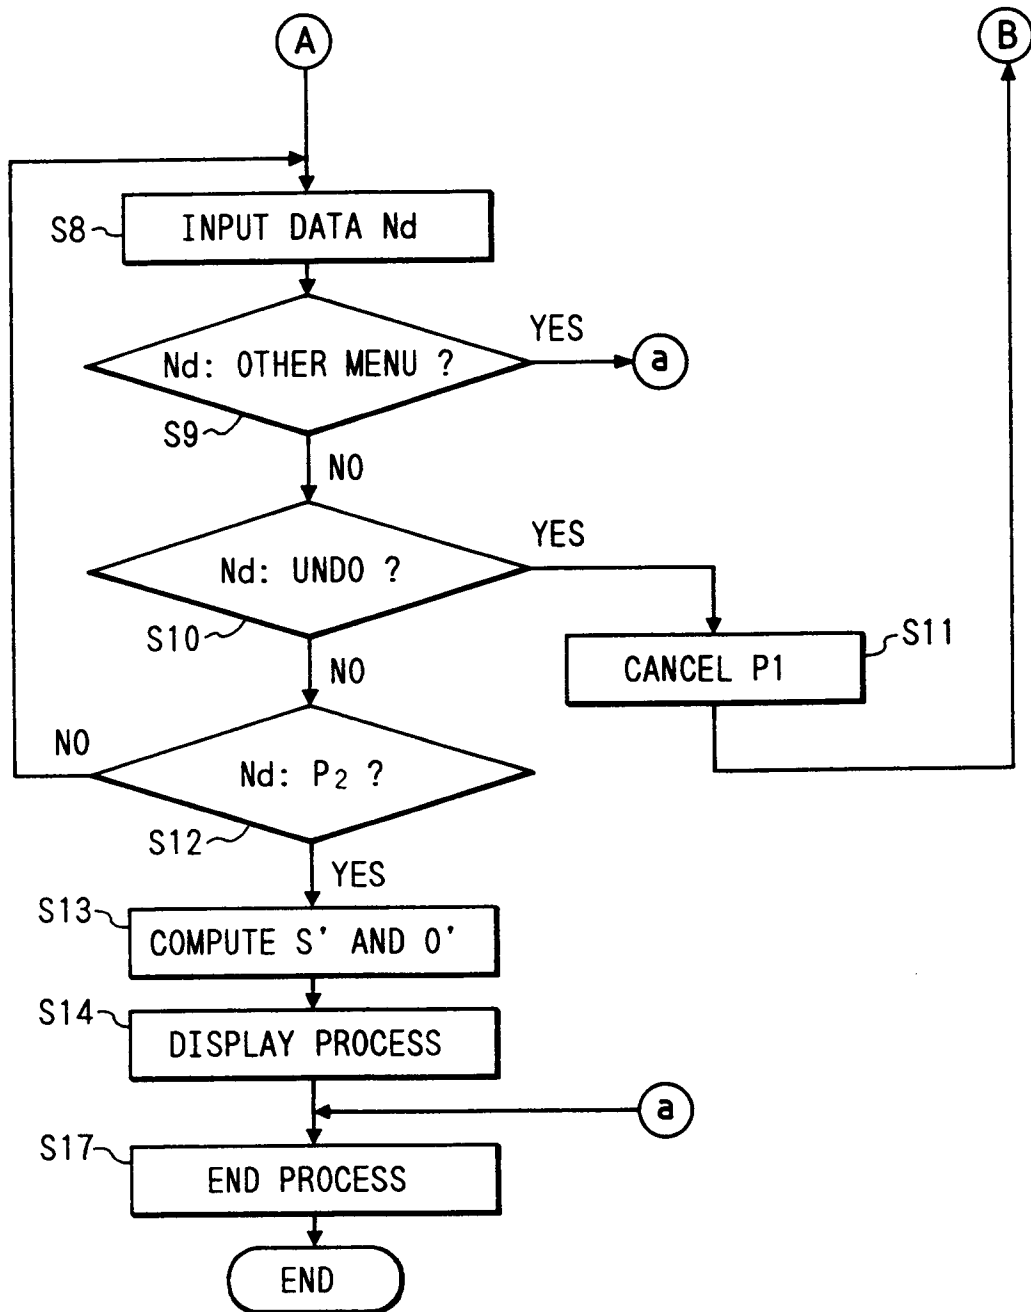 A
B
S8
INPUT DATA Nd
YES
Nd: OTHER MENU ?
a
S9
NO
YES
Nd: UNDO ?
S10
S11
CANCEL P1
NO
NO
Nd: P₂ ?
S12
YES
S13
COMPUTE S' AND O'
S14
DISPLAY PROCESS
a
S17
END PROCESS
END